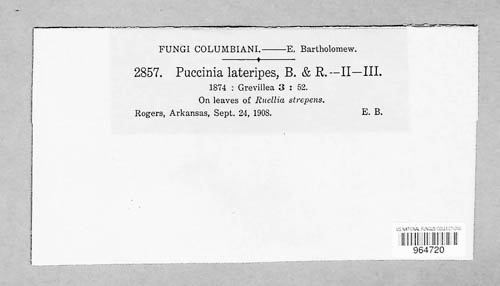 FUNGI COLUMBIANI.——E. Bartholomew.
2857. Puccinia lateripes, B. & R.--II—III.
1874 : Grevillea 3 : 52.
On leaves of Ruellia strepens.
Rogers, Arkansas, Sept. 24, 1908. E. B.
US NATIONAL FUNGUS COLLECTIONS
964720